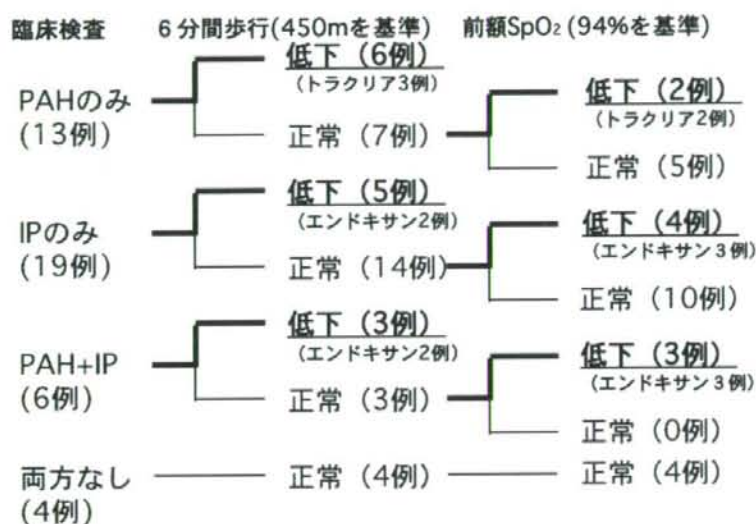 臨床検査 6分間歩行(450mを基準) 前額SpO₂(94%を基準)
低下(6例)
(トラクリア3例)
PAHのみ
(13例)
正常(7例)
低下(2例)
(トラクリア2例)
正常(5例)
低下(5例)
(エンドキサン2例)
IPのみ
(19例)
正常(14例)
低下(4例)
(エンドキサン3例)
正常(10例)
低下(3例)
(エンドキサン2例)
PAH+IP
(6例)
正常(3例)
低下(3例)
(エンドキサン3例)
正常(0例)
両方なし
(4例)
正常(4例)
正常(4例)